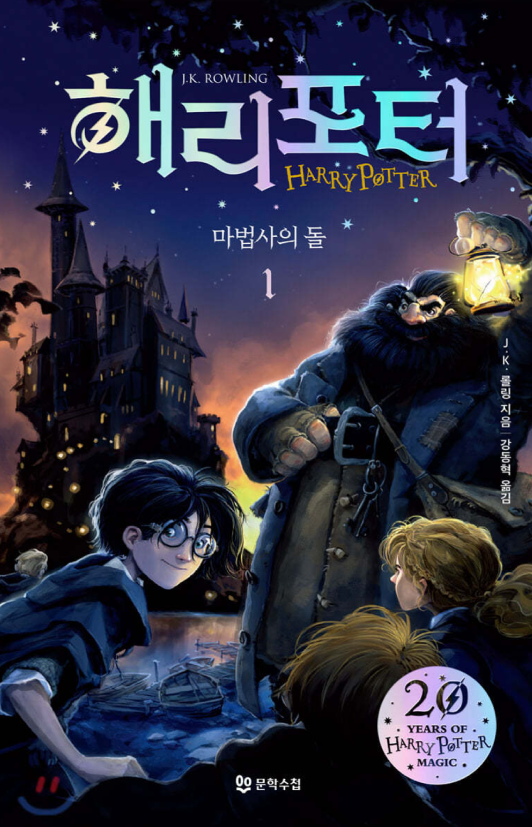 J.K. ROWLING
해리포터
HARRY POTTER
마법사의 돌
1
J.K. 롤링 지음 | 강동혁 옮김
20
YEARS OF
HARRY POTTER
MAGIC
문학수첩